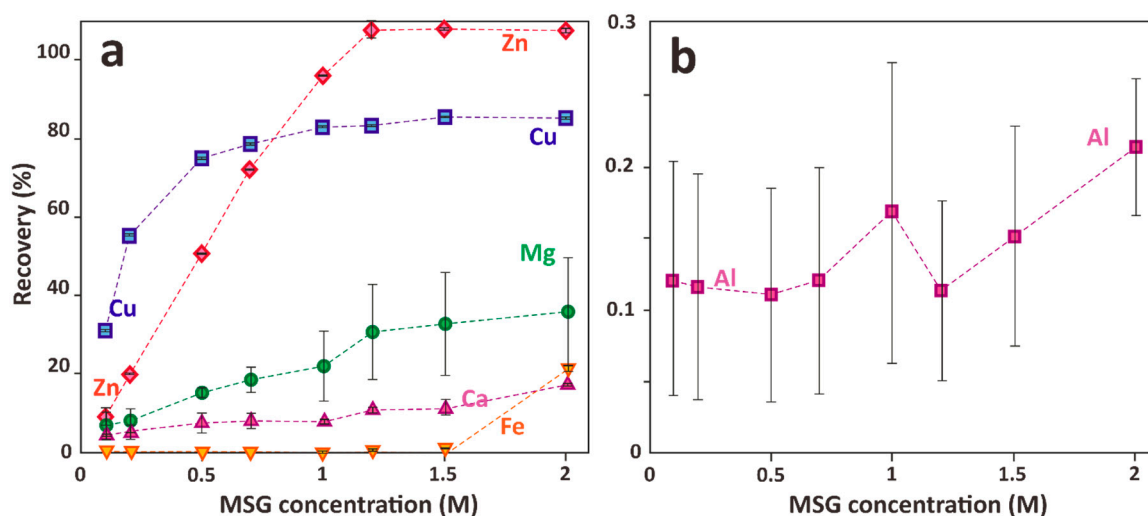 a
Zn
Cu
Mg
Cu
Zn
Ca
Fe
Recovery (%)
100
80
60
40
20
0
0 0.5 1 1.5 2
MSG concentration (M)
b
Al
Al
0.3
0.2
0.1
0
0 0.5 1 1.5 2
MSG concentration (M)